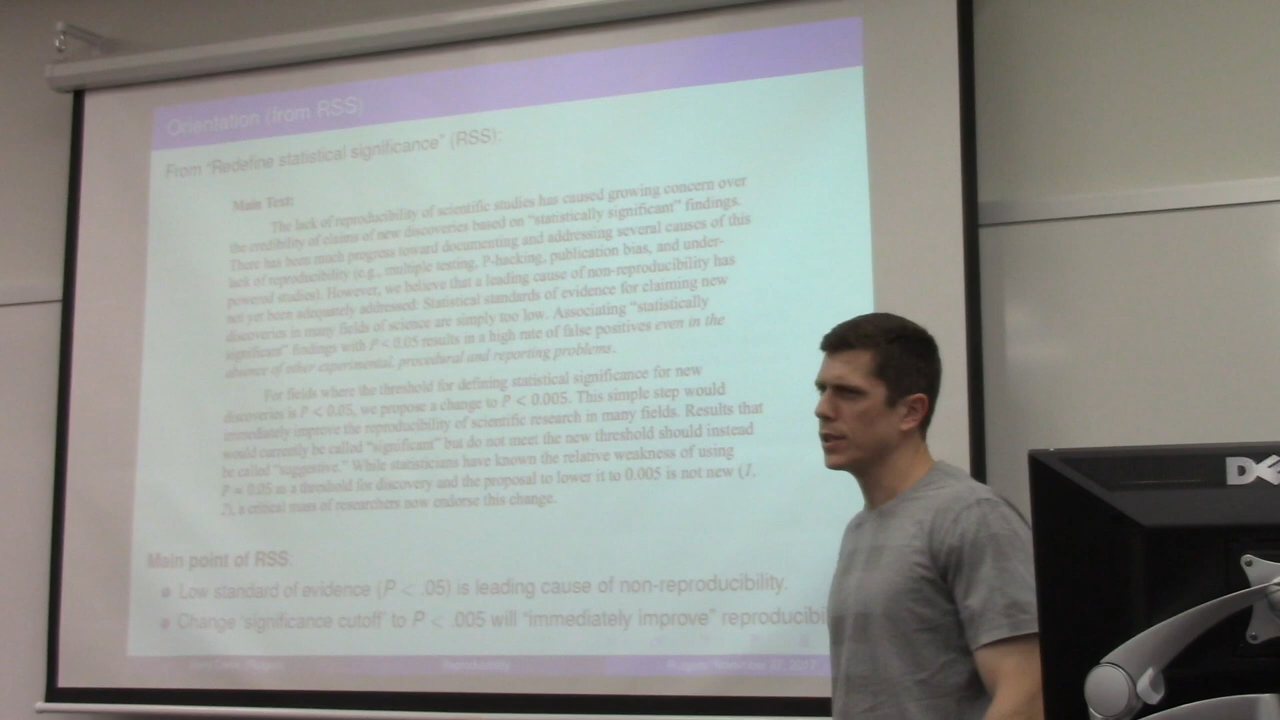 Orientation (from RSS)
From "Redefine statistical significance" (RSS):
Main Text:
The lack of reproducibility of scientific studies has caused growing concern over
the credibility of claims of new discoveries based on "statistically significant" findings.
There has been much progress toward documenting and addressing several causes of this
lack of reproducibility (e.g., multiple testing, P-hacking, publication bias, and under-
powered studies). However, we believe that a leading cause of non-reproducibility has
not yet been adequately addressed: Statistical standards of evidence for claiming new
discoveries in many fields of science are simply too low. Associating "statistically
significant" findings with P < 0.05 results in a high rate of false positives even in the
absence of other experimental, procedural and reporting problems.
For fields where the threshold for defining statistical significance for new
discoveries is P < 0.05, we propose a change to P < 0.005. This simple step would
immediately improve the reproducibility of scientific research in many fields. Results that
would currently be called "significant" but do not meet the new threshold should instead
be called "suggestive." While statisticians have known the relative weakness of using
P ≈ 0.05 as a threshold for discovery and the proposal to lower it to 0.005 is not new (1,
2), a critical mass of researchers now endorse this change.
Main point of RSS.
Low standard of evidence (P < .05) is leading cause of non-reproducibility.
Change 'significance cutoff' to P < .005 will "immediately improve" reproducibil
Reproducibility
DELL